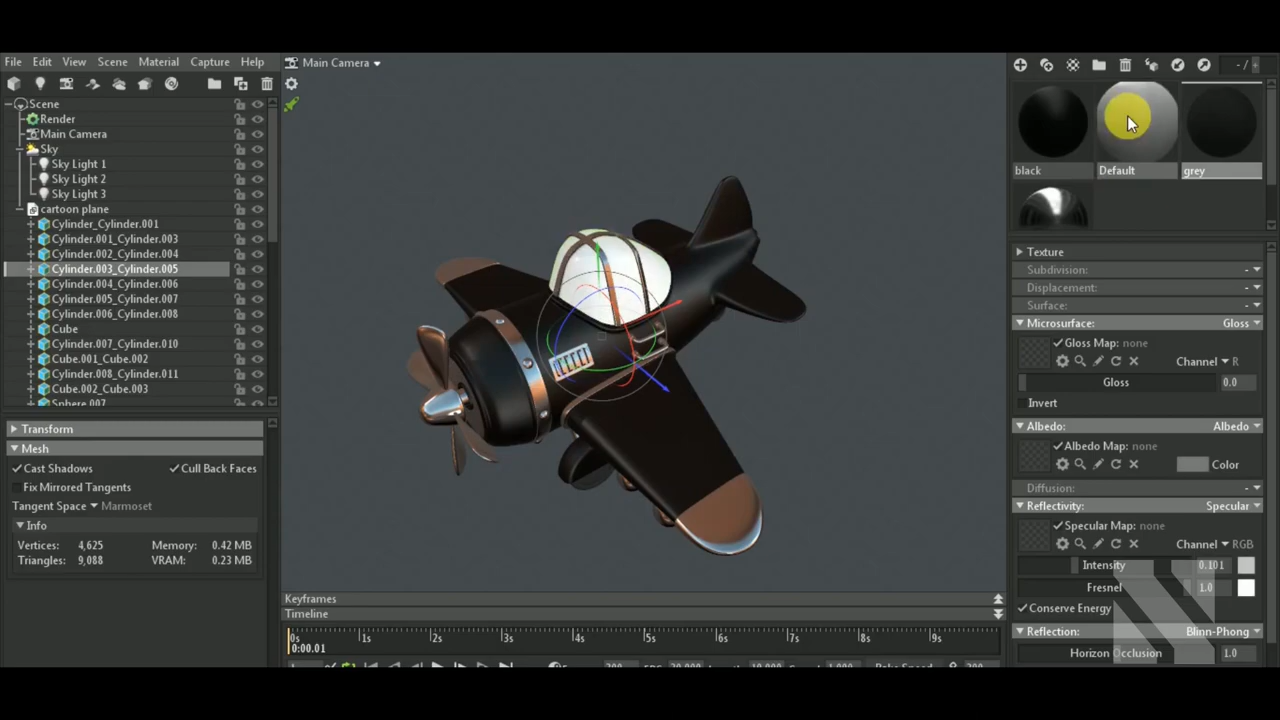 File Edit View Scene Material Capture Help
Main Camera
- /
Scene
Render
Main Camera
Sky
Sky Light 1
Sky Light 2
Sky Light 3
cartoon plane
Cylinder_Cylinder.001
Cylinder.001_Cylinder.003
Cylinder.002_Cylinder.004
Cylinder.003_Cylinder.005
Cylinder.004_Cylinder.006
Cylinder.005_Cylinder.007
Cylinder.006_Cylinder.008
Cube
Cylinder.007_Cylinder.010
Cube.001_Cube.002
Cylinder.008_Cylinder.011
Cube.002_Cube.003
Sphere.007
Transform
Mesh
Cast Shadows Cull Back Faces
Fix Mirrored Tangents
Tangent Space Marmoset
Info
Vertices: 4,625 Memory: 0.42 MB
Triangles: 9,088 VRAM: 0.23 MB
Keyframes
Timeline
0s 1s 2s 3s 4s 5s 6s 7s 8s 9s
0:00.01
black Default grey
Texture
Subdivision: -
Displacement: -
Surface: -
Microsurface: Gloss
Gloss Map: none
Channel R
Gloss 0.0
Invert
Albedo: Albedo
Albedo Map: none
Color
Diffusion: -
Reflectivity: Specular
Specular Map: none
Channel RGB
Intensity 0.101
Fresnel 1.0
Conserve Energy
Reflection: Blinn-Phong
Horizon Occlusion 1.0